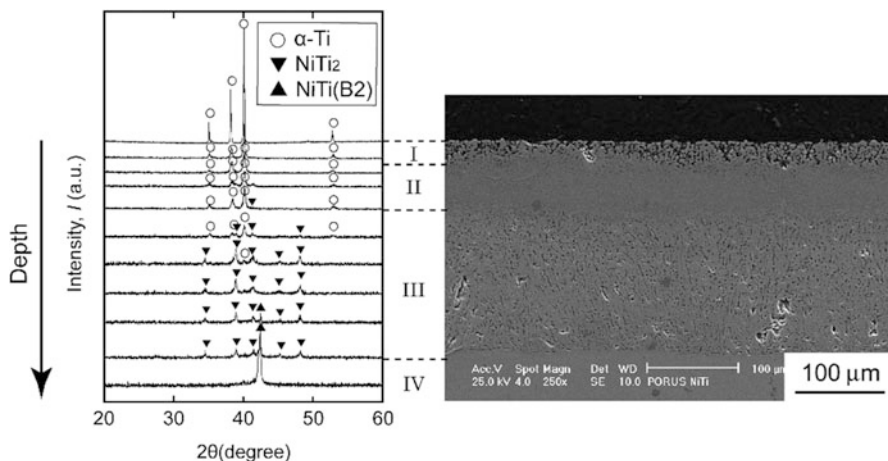 α-Ti
NiTi2
NiTi(B2)
Depth
Intensity, I (a.u.)
I
II
III
IV
20 30 40 50 60
2θ(degree)
Acc.V Spot Magn Det WD
25.0 kV 4.0 250x SE 10.0 PORUS NiTi
100 μm
100 μm